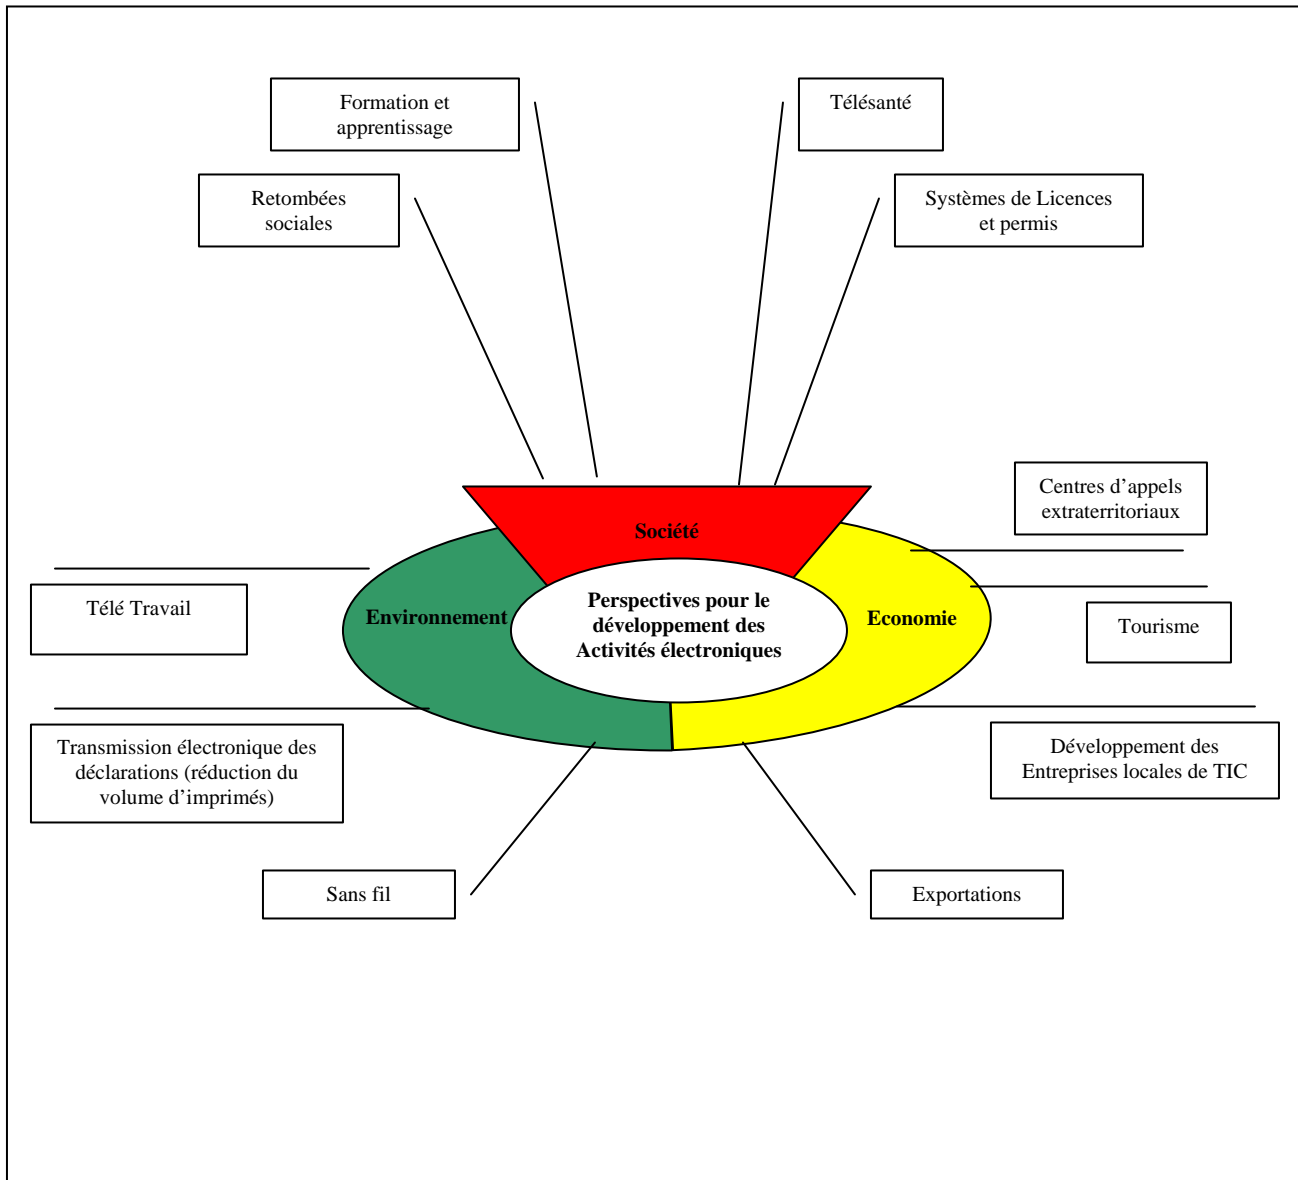 Formation et
apprentissage
Télésanté
Retombées
sociales
Systèmes de Licences
et permis
Centres d’appels
extraterritoriaux
Société
Télé Travail
Environnement
Perspectives pour le
développement des
Activités électroniques
Economie
Tourisme
Transmission électronique des
déclarations (réduction du
volume d’imprimés)
Développement des
Entreprises locales de TIC
Sans fil
Exportations